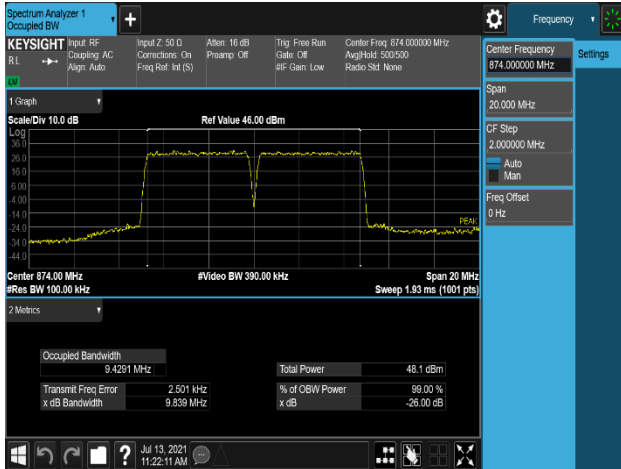 Spectrum Analyzer 1
Occupied BW
Frequency
KEYSIGHT
R L
Input: RF
Coupling: AC
Align: Auto
Input Z: 50 Ω
Corrections: On
Freq Ref: Int (S)
Atten: 16 dB
Preamp: Off
Trig: Free Run
Gate: Off
#IF Gain: Low
Center Freq: 874.000000 MHz
Avg|Hold: 500/500
Radio Std: None
Center Frequency
874.000000 MHz
Settings
Span
20.000 MHz
CF Step
2.000000 MHz
Auto
Man
Freq Offset
0 Hz
1 Graph
Scale/Div 10.0 dB
Ref Value 46.00 dBm
Log
36.0
26.0
16.0
6.00
-4.00
-14.0
-24.0
-34.0
-44.0
PEAK
Center 874.00 MHz
#Video BW 390.00 kHz
Span 20 MHz
#Res BW 100.00 kHz
Sweep 1.93 ms (1001 pts)
2 Metrics
Occupied Bandwidth
9.4291 MHz
Total Power 48.1 dBm
Transmit Freq Error 2.501 kHz
% of OBW Power 99.00 %
x dB Bandwidth 9.839 MHz
x dB -26.00 dB
?
Jul 13, 2021
11:22:11 AM